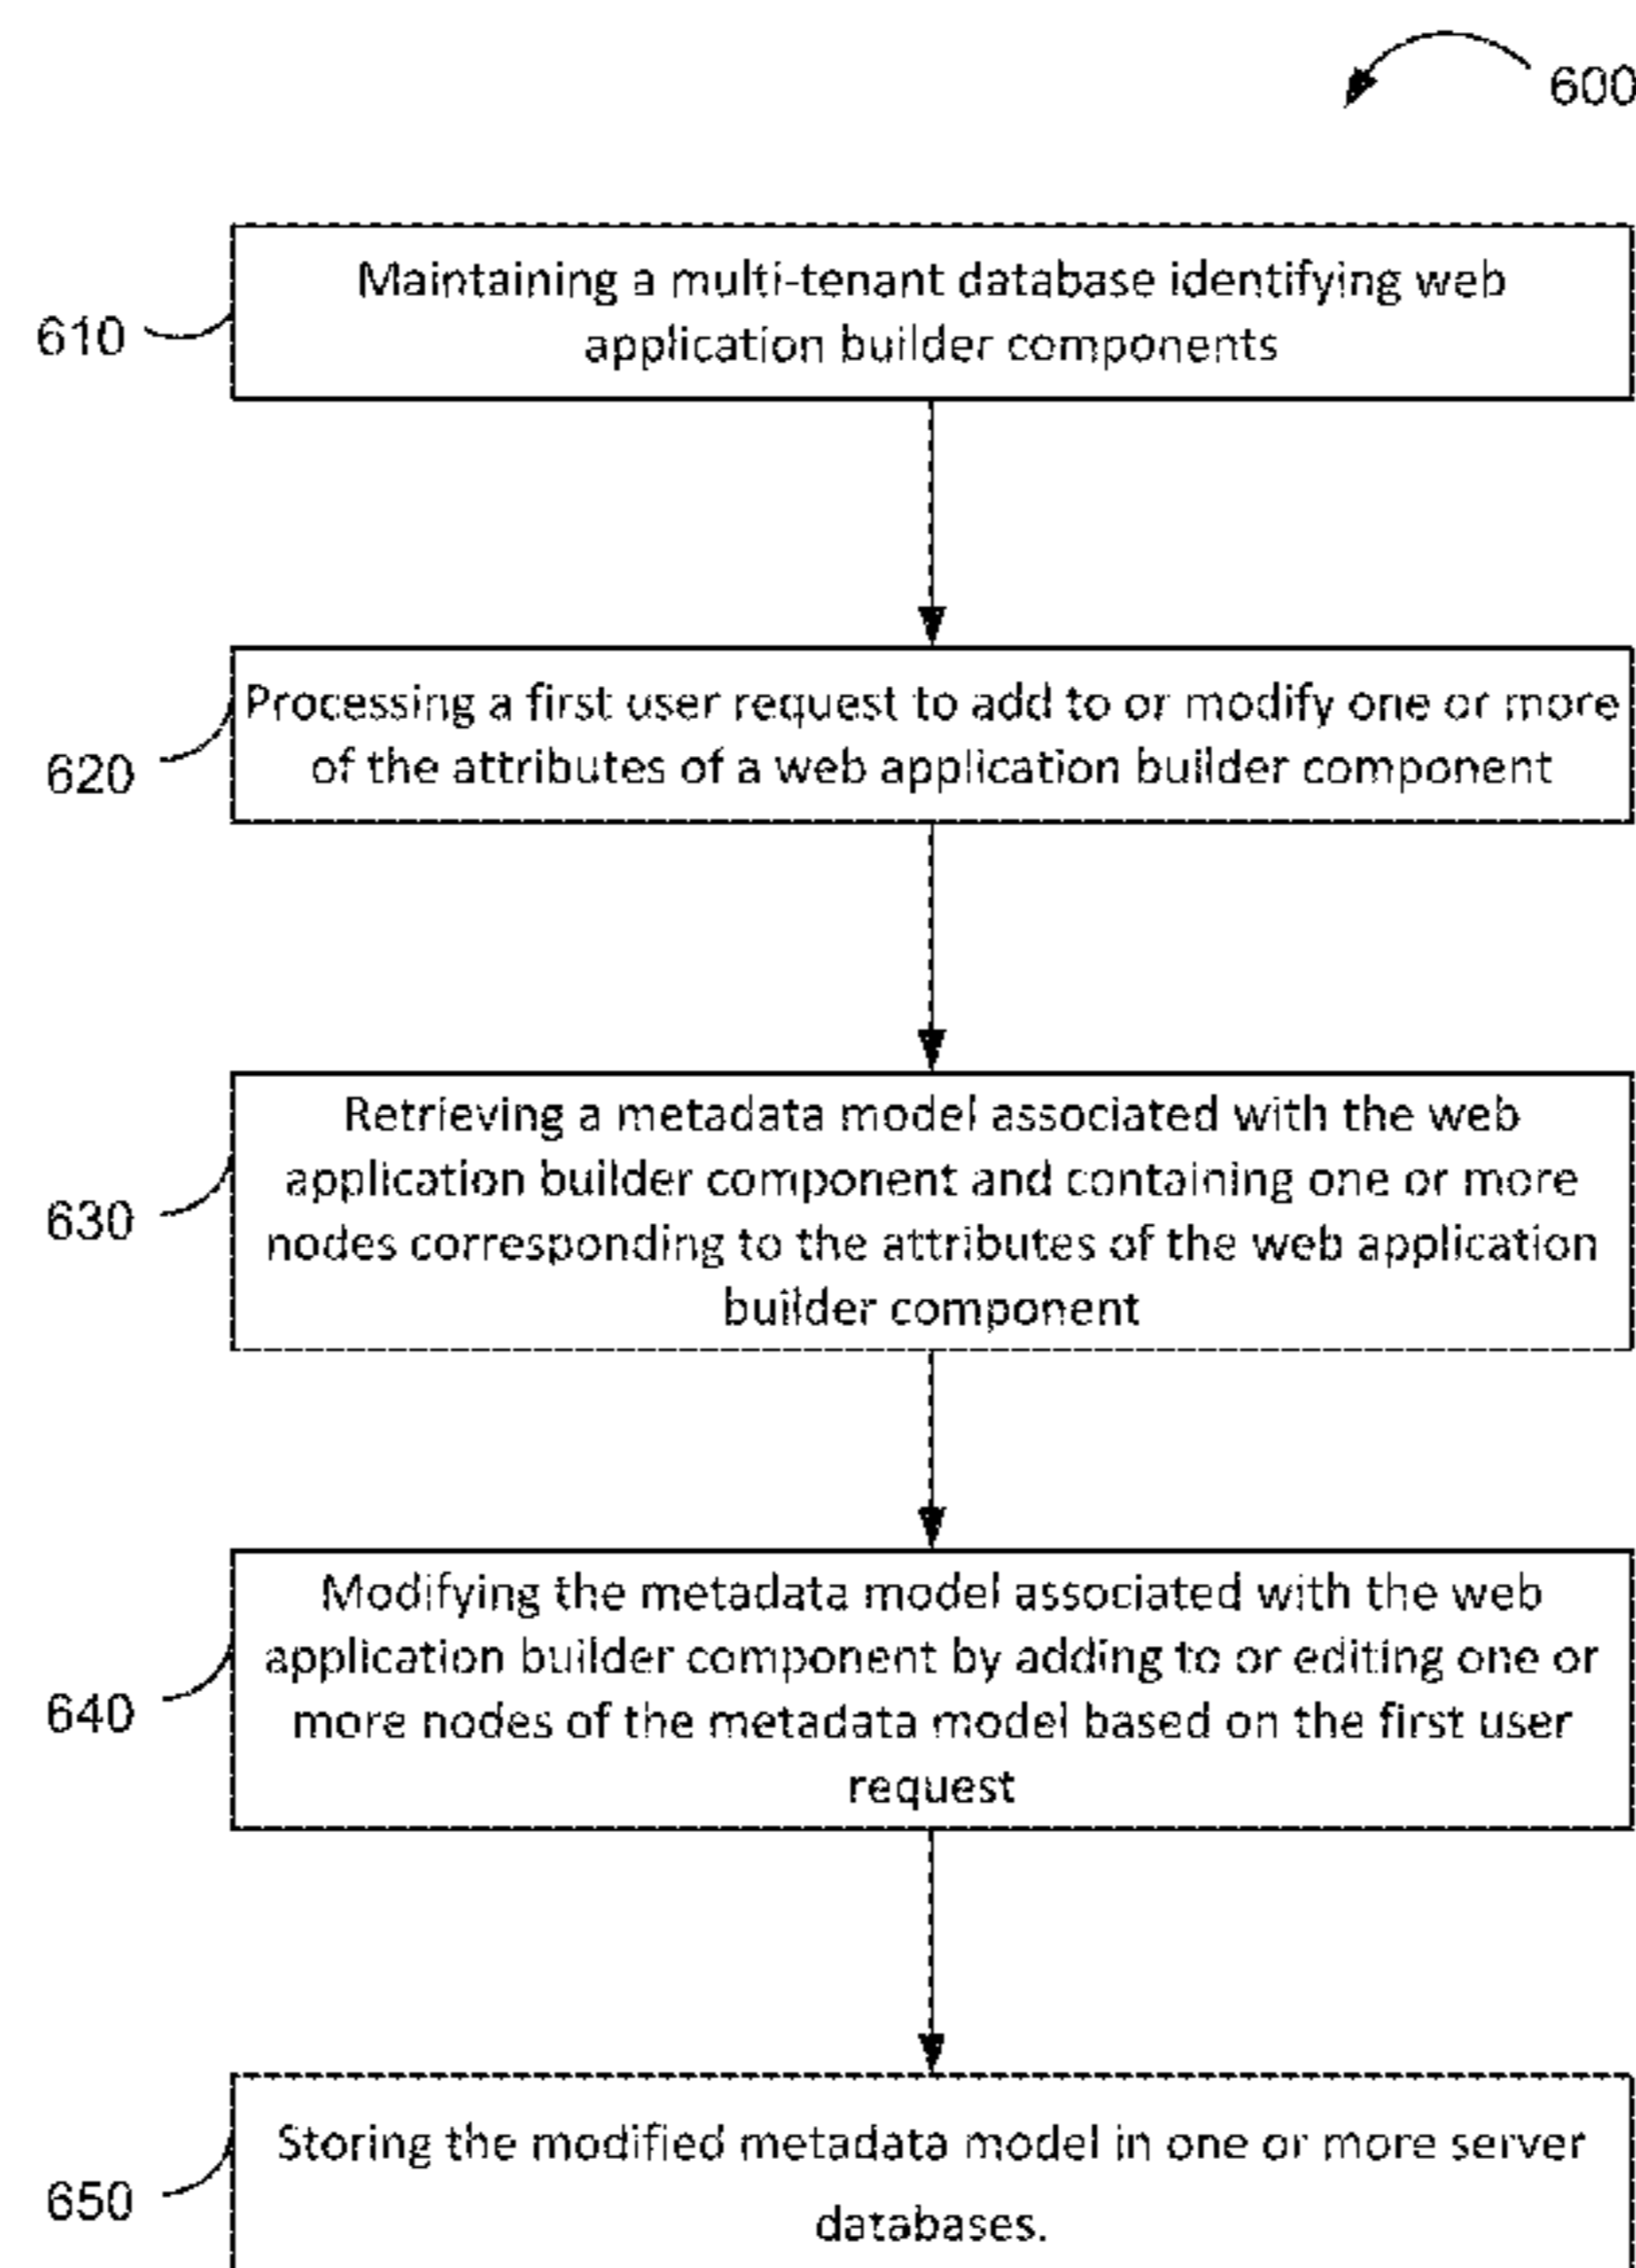 600
Maintaining a multi-tenant database identifying web
application builder components
610
Processing a first user request to add to or modify one or more
of the attributes of a web application builder component
620
Retrieving a metadata model associated with the web
application builder component and containing one or more
nodes corresponding to the attributes of the web application
builder component
630
Modifying the metadata model associated with the web
application builder component by adding to or editing one or
more nodes of the metadata model based on the first user
request
640
Storing the modified metadata model in one or more server
databases.
650